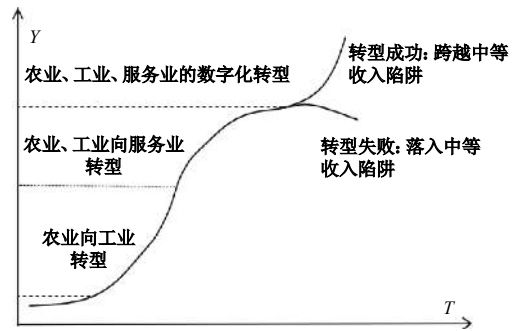 Y
农业、工业、服务业的数字化转型
转型成功：跨越中等
收入陷阱
农业、工业向服务业
转型
转型失败：落入中等
收入陷阱
农业向工业
转型
T